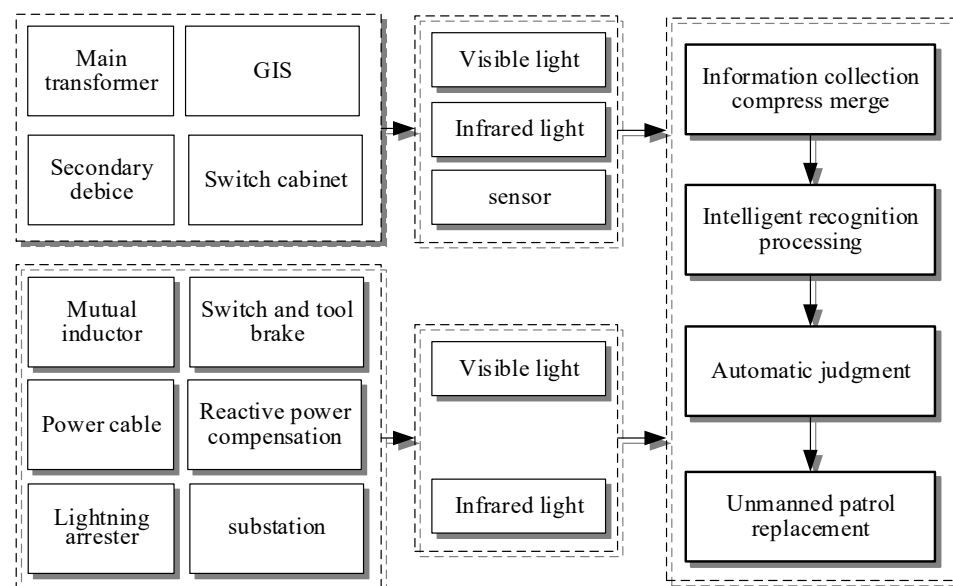 Main
transformer
GIS
Secondary
debice
Switch cabinet
Visible light
Infrared light
sensor
Mutual
inductor
Switch and tool
brake
Power cable
Reactive power
compensation
Lightning
arrester
substation
Visible light
Infrared light
Information collection
compress merge
Intelligent recognition
processing
Automatic judgment
Unmanned patrol
replacement